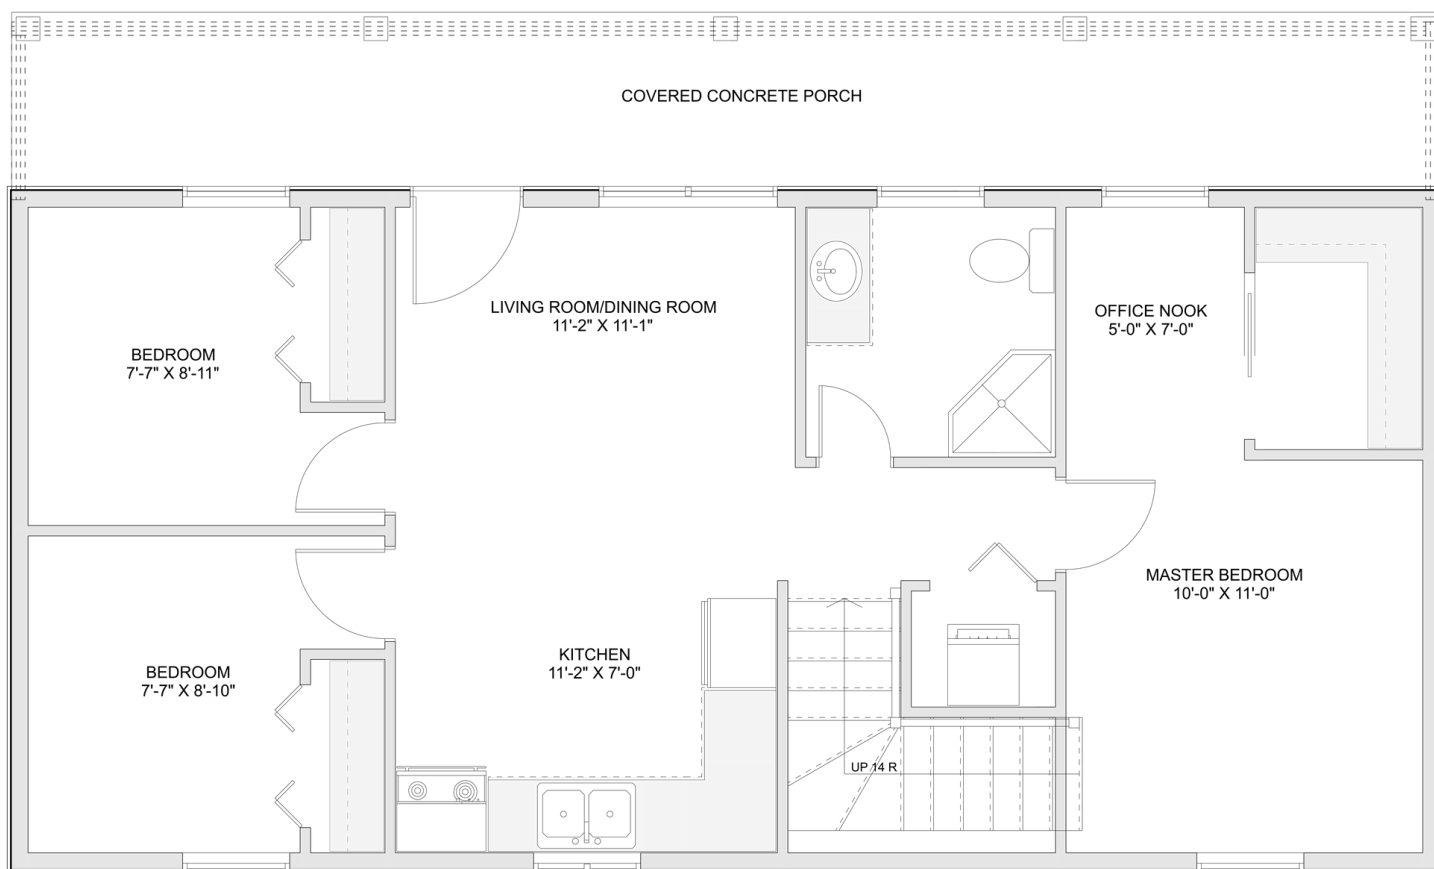 COVERED CONCRETE PORCH
LIVING ROOM/DINING ROOM
11'-2" X 11'-1"
OFFICE NOOK
5'-0" X 7'-0"
BEDROOM
7'-7" X 8'-11"
MASTER BEDROOM
10'-0" X 11'-0"
KITCHEN
11'-2" X 7'-0"
BEDROOM
7'-7" X 8'-10"
UP 14 R